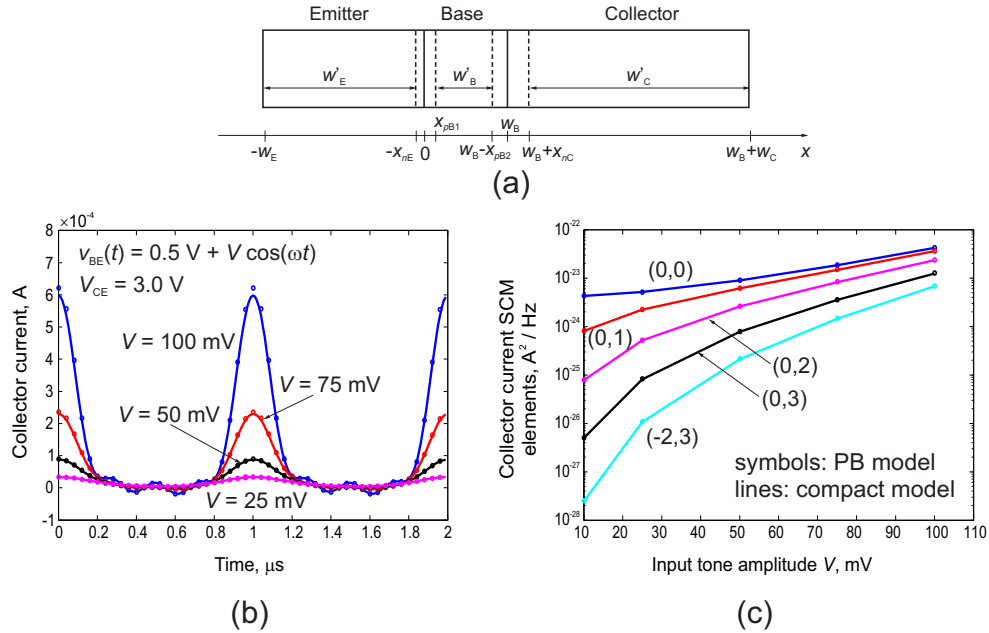 Emitter Base Collector
w'E w'B w'C
xpB1 wB
-wE -xnE 0 wB-xpB2 wB+xnC wB+wC x
(a)
×10⁻⁴
8
7
6
5
4
3
2
1
0
-1
Collector current, A
vBE(t) = 0.5 V + V cos(ωt)
VCE = 3.0 V
V = 100 mV
V = 75 mV
V = 50 mV
V = 25 mV
0 0.2 0.4 0.6 0.8 1 1.2 1.4 1.6 1.8 2
Time, μs
(b)
10⁻²²
10⁻²³
10⁻²⁴
10⁻²⁵
10⁻²⁶
10⁻²⁷
10⁻²⁸
Collector current SCM
elements, A² / Hz
(0,0)
(0,1)
(0,2)
(0,3)
(-2,3)
symbols: PB model
lines: compact model
10 20 30 40 50 60 70 80 90 100 110
Input tone amplitude V, mV
(c)